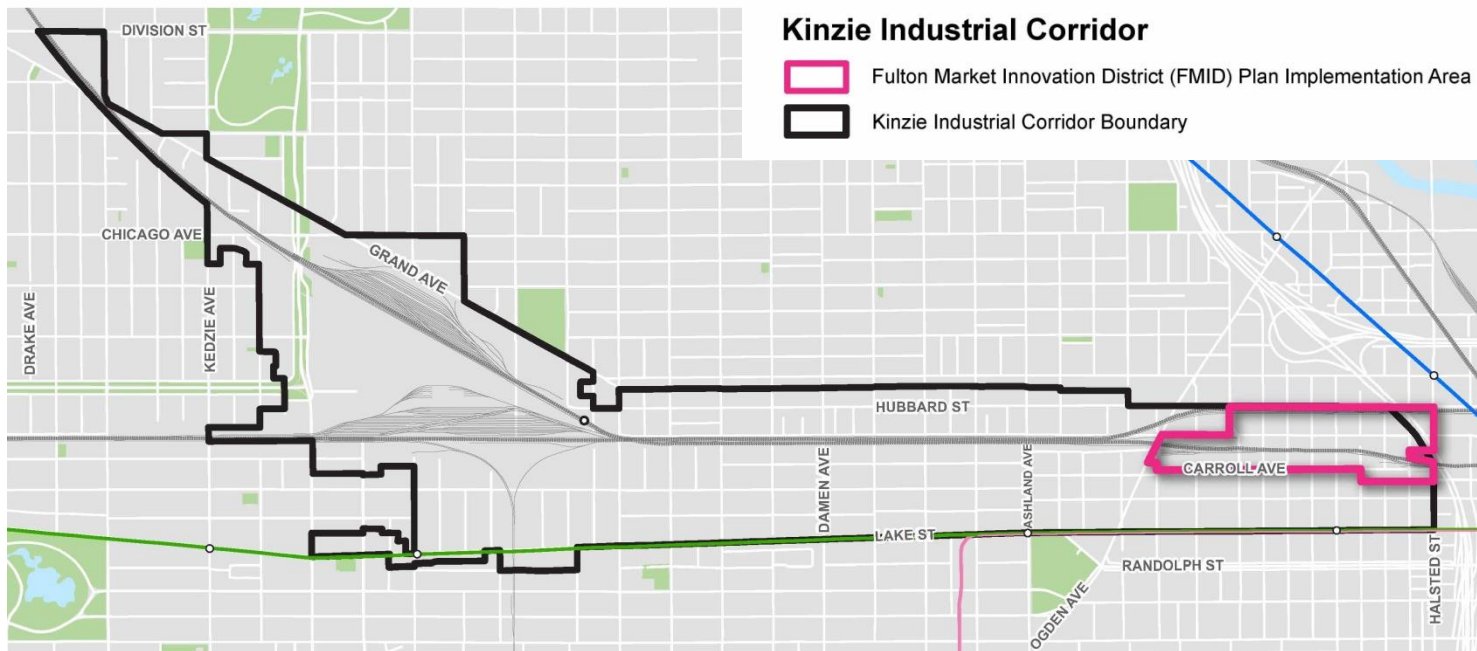 Kinzie Industrial Corridor
Fulton Market Innovation District (FMID) Plan Implementation Area
Kinzie Industrial Corridor Boundary
DIVISION ST
CHICAGO AVE
GRAND AVE
DRAKE AVE
KEDZIE AVE
HUBBARD ST
DAMEN AVE
ASHLAND AVE
CARROLL AVE
LAKE ST
RANDOLPH ST
OGDEN AVE
HALSTED ST